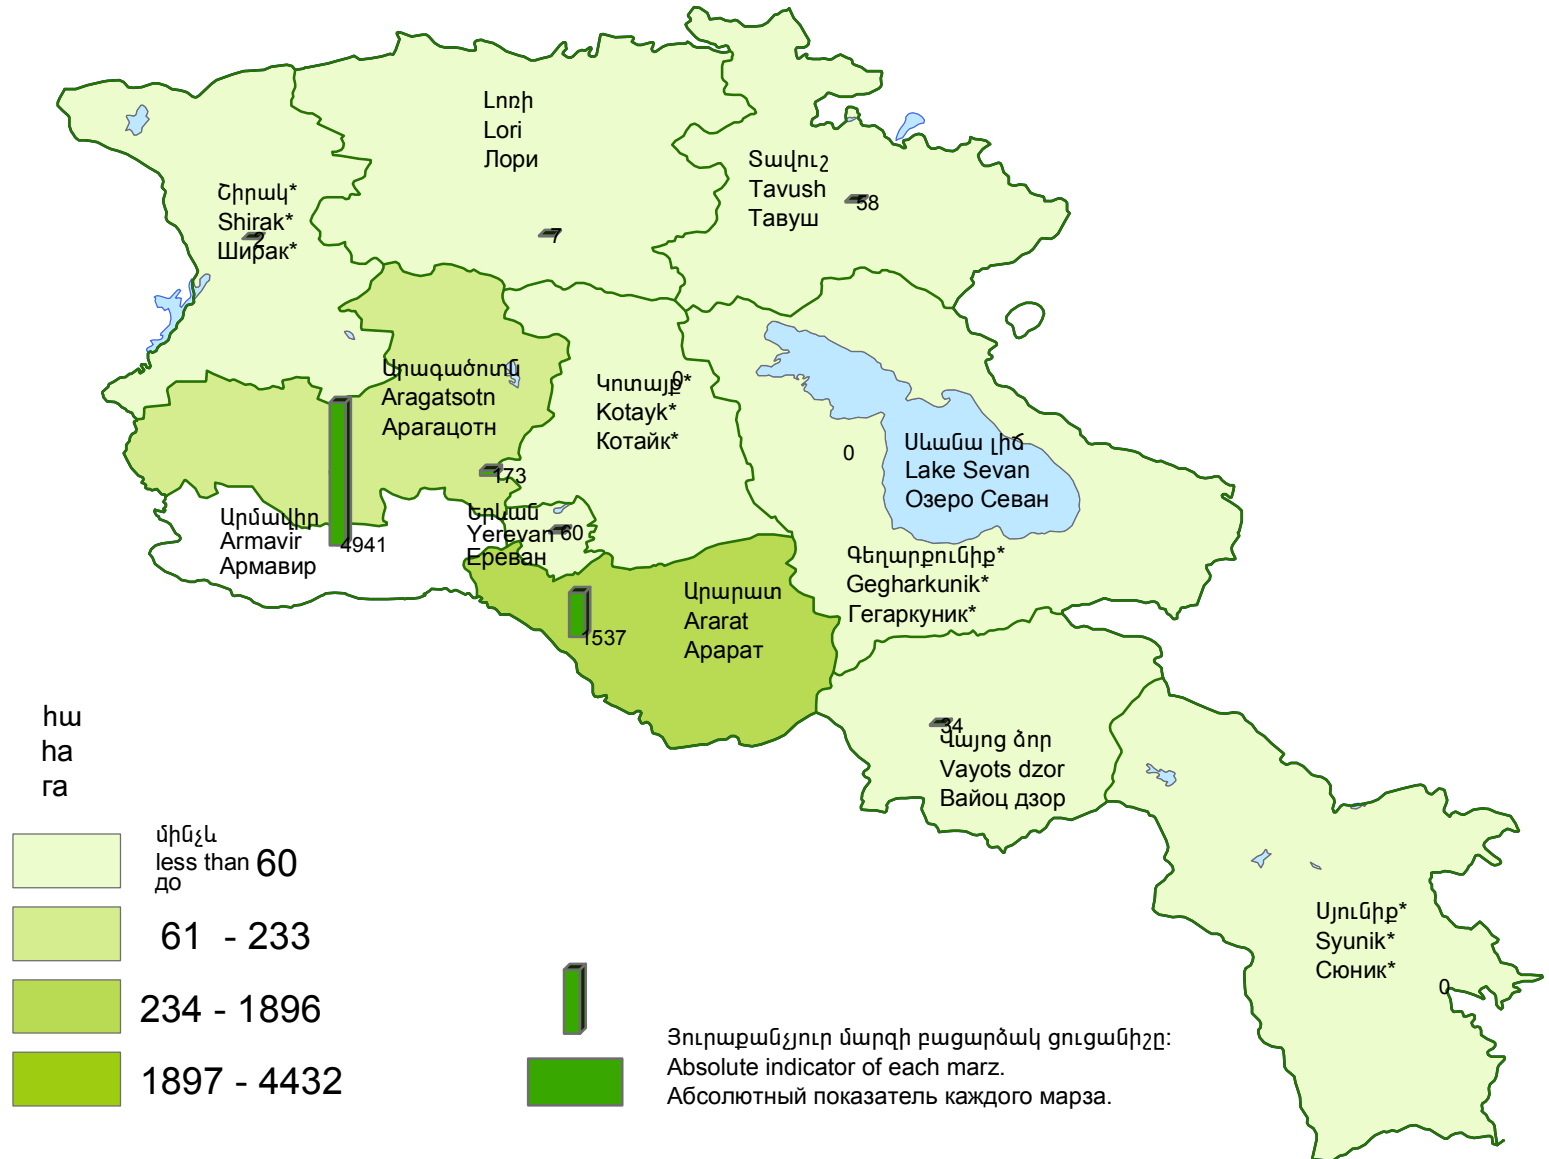 Լոռի
Lori
Лори
7
Տավուշ
Tavush
Тавуш
58
Շիրակ*
Shirak*
Ширак*
2
Արագածոտն
Aragatsotn
Арагацотн
173
Կոտայք*
Kotayk*
Котайк*
0
0
Սևանա լիճ
Lake Sevan
Озеро Севан
Արմավիր
Armavir
Армавир
4941
Երևան
Yerevan
Ереван
60
Գեղարքունիք*
Gegharkunik*
Гегаркуник*
Արարատ
Ararat
Арарат
1537
34
Վայոց ձոր
Vayots dzor
Вайоц дзор
Սյունիք*
Syunik*
Сюник*
0
հա
ha
га
մինչև
less than 60
до
61 - 233
234 - 1896
1897 - 4432
Յուրաքանչյուր մարզի բացարձակ ցուցանիշը:
Absolute indicator of each marz.
Абсолютный показатель каждого марза.